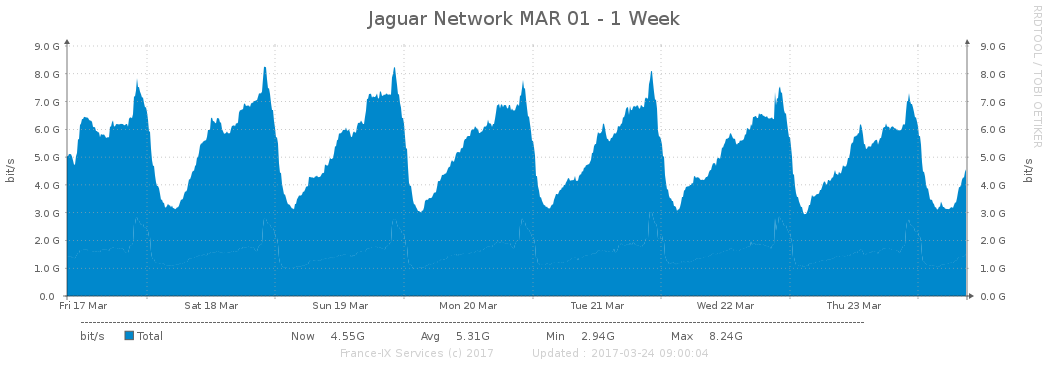 Jaguar Network MAR 01 - 1 Week
RRDTOOL / TOBI OETIKER
9.0 G 9.0 G
8.0 G 8.0 G
7.0 G 7.0 G
6.0 G 6.0 G
5.0 G 5.0 G
4.0 G 4.0 G
3.0 G 3.0 G
2.0 G 2.0 G
1.0 G 1.0 G
0.0 0.0 G
bit/s
bit/s
Fri 17 Mar Sat 18 Mar Sun 19 Mar Mon 20 Mar Tue 21 Mar Wed 22 Mar Thu 23 Mar
bit/s Total Now 4.55G Avg 5.31G Min 2.94G Max 8.24G
France-IX Services (c) 2017 Updated : 2017-03-24 09:00:04